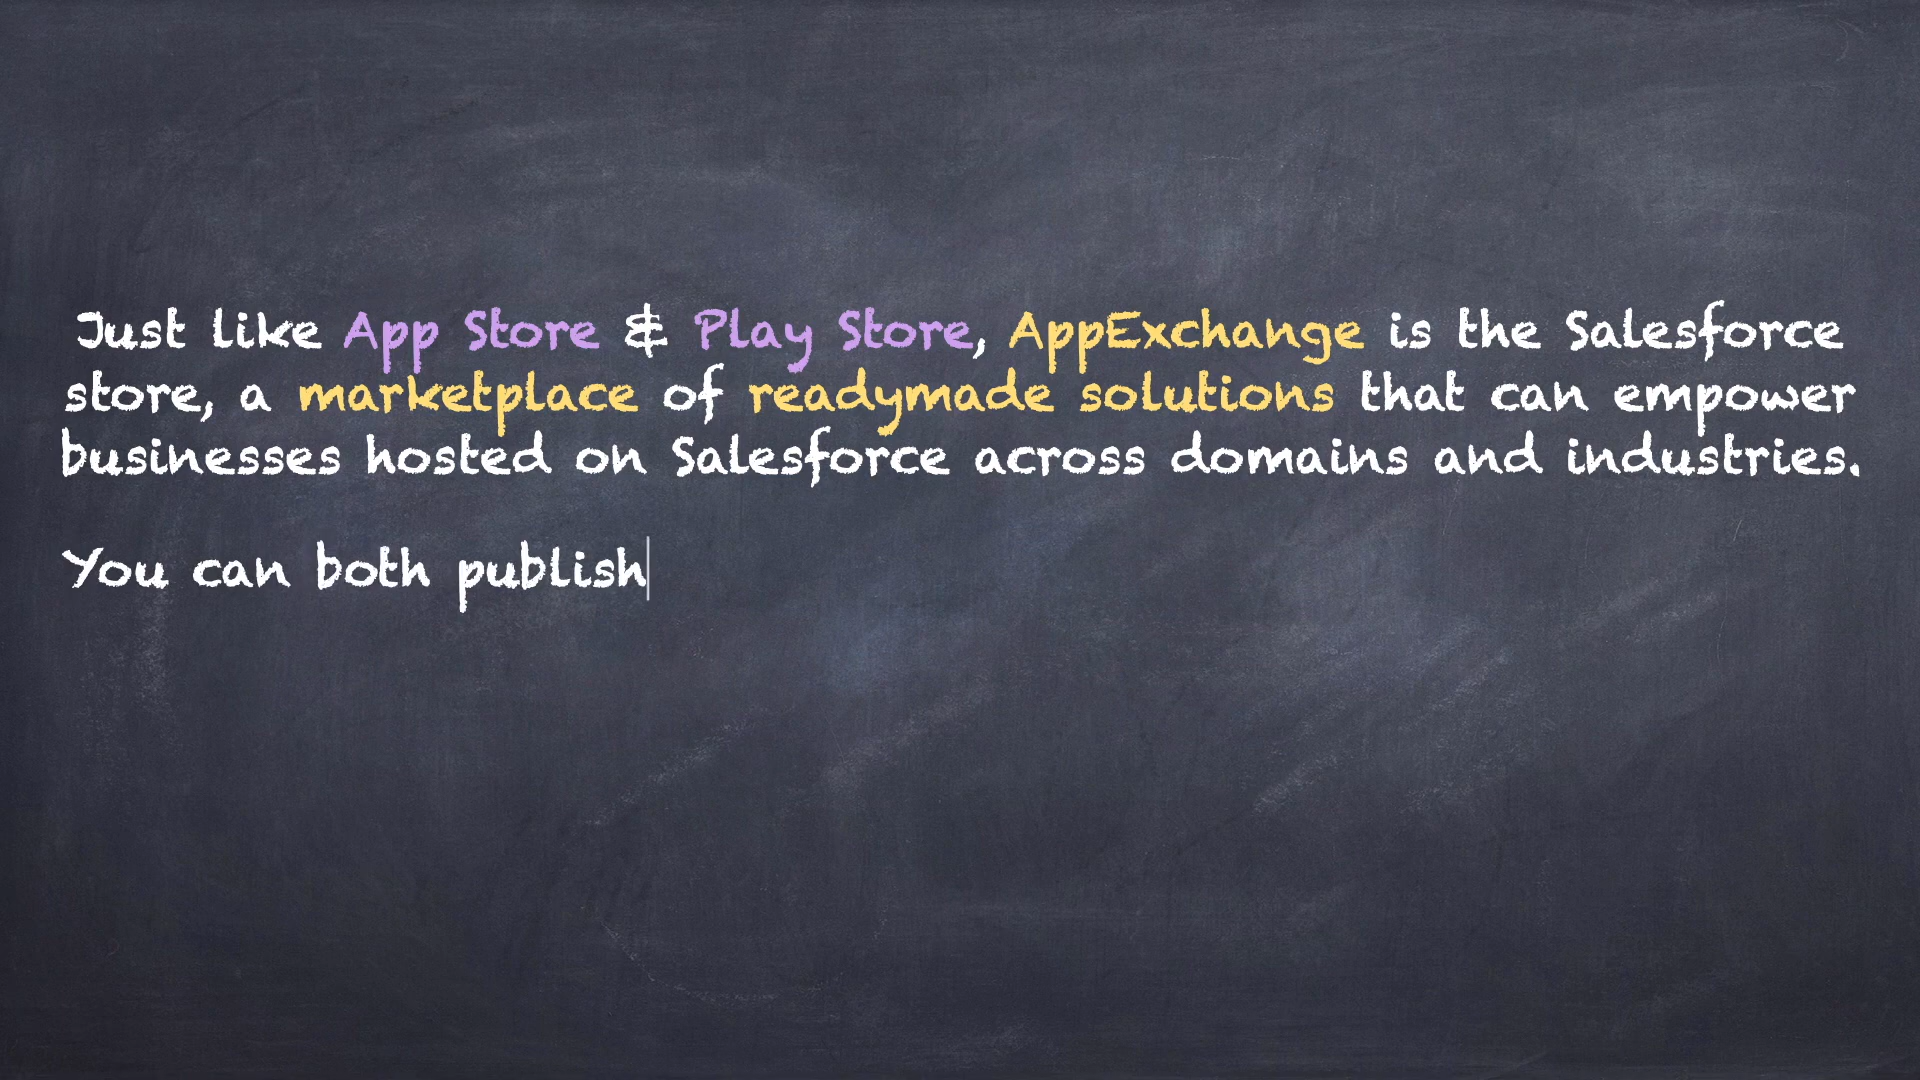 Just like App Store & Play Store, AppExchange is the Salesforce
store, a marketplace of readymade solutions that can empower
businesses hosted on Salesforce across domains and industries.
You can both publish